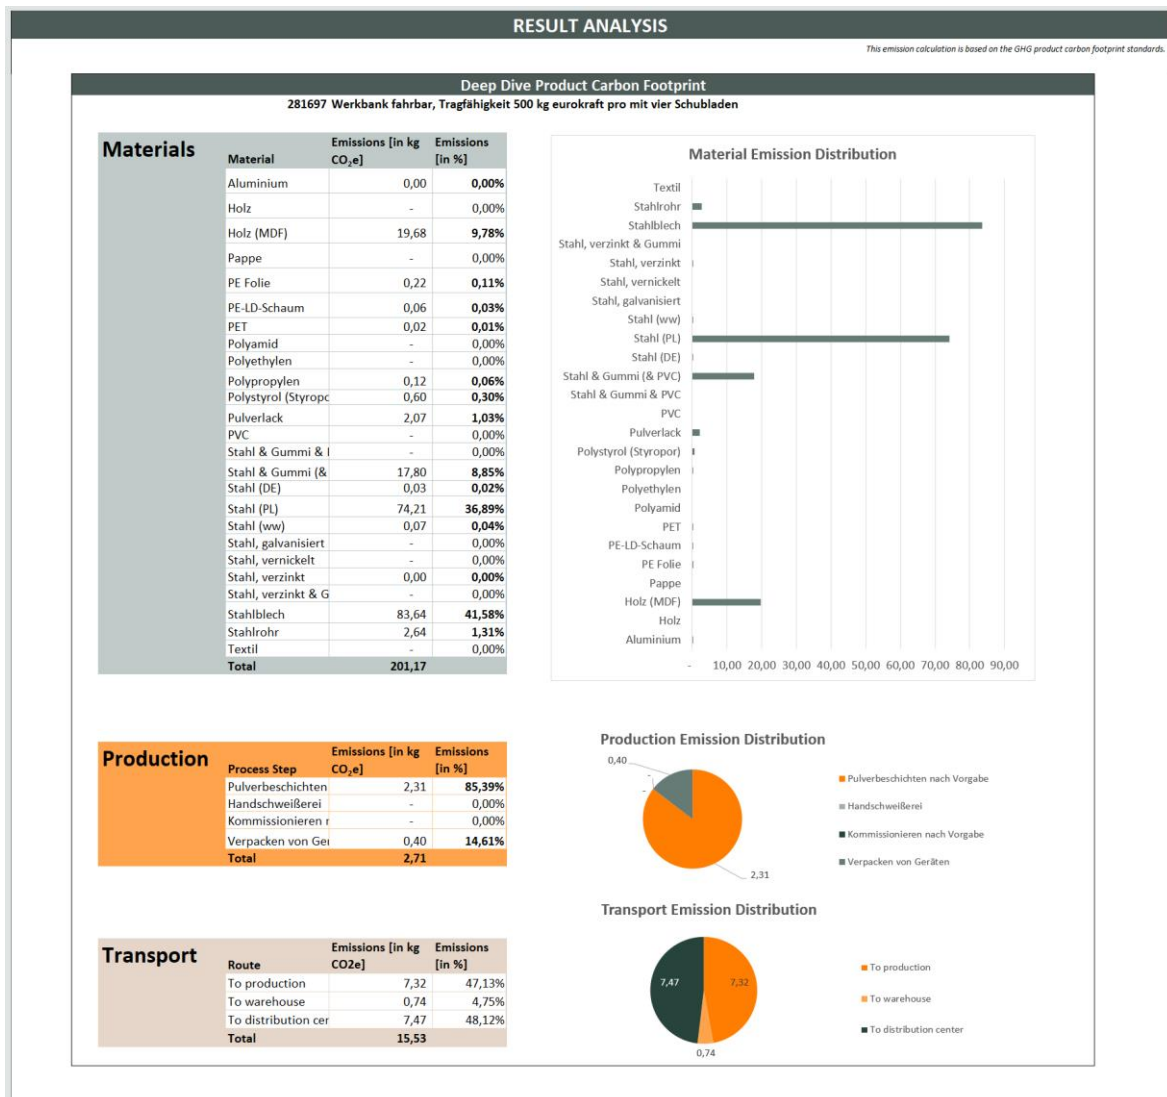 RESULT ANALYSIS
This emission calculation is based on the GHG product carbon footprint standards.
Deep Dive Product Carbon Footprint
281697 Werkbank fahrbar, Tragfähigkeit 500 kg eurokraft pro mit vier Schubladen
Materials
Material Emissions [in kg CO₂e] Emissions [in %]
Aluminium 0,00 0,00%
Holz - 0,00%
Holz (MDF) 19,68 9,78%
Pappe - 0,00%
PE Folie 0,22 0,11%
PE-LD-Schaum 0,06 0,03%
PET 0,02 0,01%
Polyamid - 0,00%
Polyethylen - 0,00%
Polypropylen 0,12 0,06%
Polystyrol (Styropo 0,60 0,30%
Pulverlack 2,07 1,03%
PVC - 0,00%
Stahl & Gummi & I - 0,00%
Stahl & Gummi (& 17,80 8,85%
Stahl (DE) 0,03 0,02%
Stahl (PL) 74,21 36,89%
Stahl (ww) 0,07 0,04%
Stahl, galvanisiert - 0,00%
Stahl, vernickelt - 0,00%
Stahl, verzinkt 0,00 0,00%
Stahl, verzinkt & G - 0,00%
Stahlblech 83,64 41,58%
Stahlrohr 2,64 1,31%
Textil - 0,00%
Total 201,17
Material Emission Distribution
Textil
Stahlrohr
Stahlblech
Stahl, verzinkt & Gummi
Stahl, verzinkt
Stahl, vernickelt
Stahl, galvanisiert
Stahl (ww)
Stahl (PL)
Stahl (DE)
Stahl & Gummi (& PVC)
Stahl & Gummi & PVC
PVC
Pulverlack
Polystyrol (Styropor)
Polypropylen
Polyethylen
Polyamid
PET
PE-LD-Schaum
PE Folie
Pappe
Holz (MDF)
Holz
Aluminium
- 10,00 20,00 30,00 40,00 50,00 60,00 70,00 80,00 90,00
Production
Process Step Emissions [in kg CO₂e] Emissions [in %]
Pulverbeschichten 2,31 85,39%
Handschweißerei - 0,00%
Kommissionieren r - 0,00%
Verpacken von Ger 0,40 14,61%
Total 2,71
Production Emission Distribution
0,40
-
-
2,31
Pulverbeschichten nach Vorgabe
Handschweißerei
Kommissionieren nach Vorgabe
Verpacken von Geräten
Transport
Route Emissions [in kg CO2e] Emissions [in %]
To production 7,32 47,13%
To warehouse 0,74 4,75%
To distribution cer 7,47 48,12%
Total 15,53
Transport Emission Distribution
7,47
7,32
0,74
To production
To warehouse
To distribution center